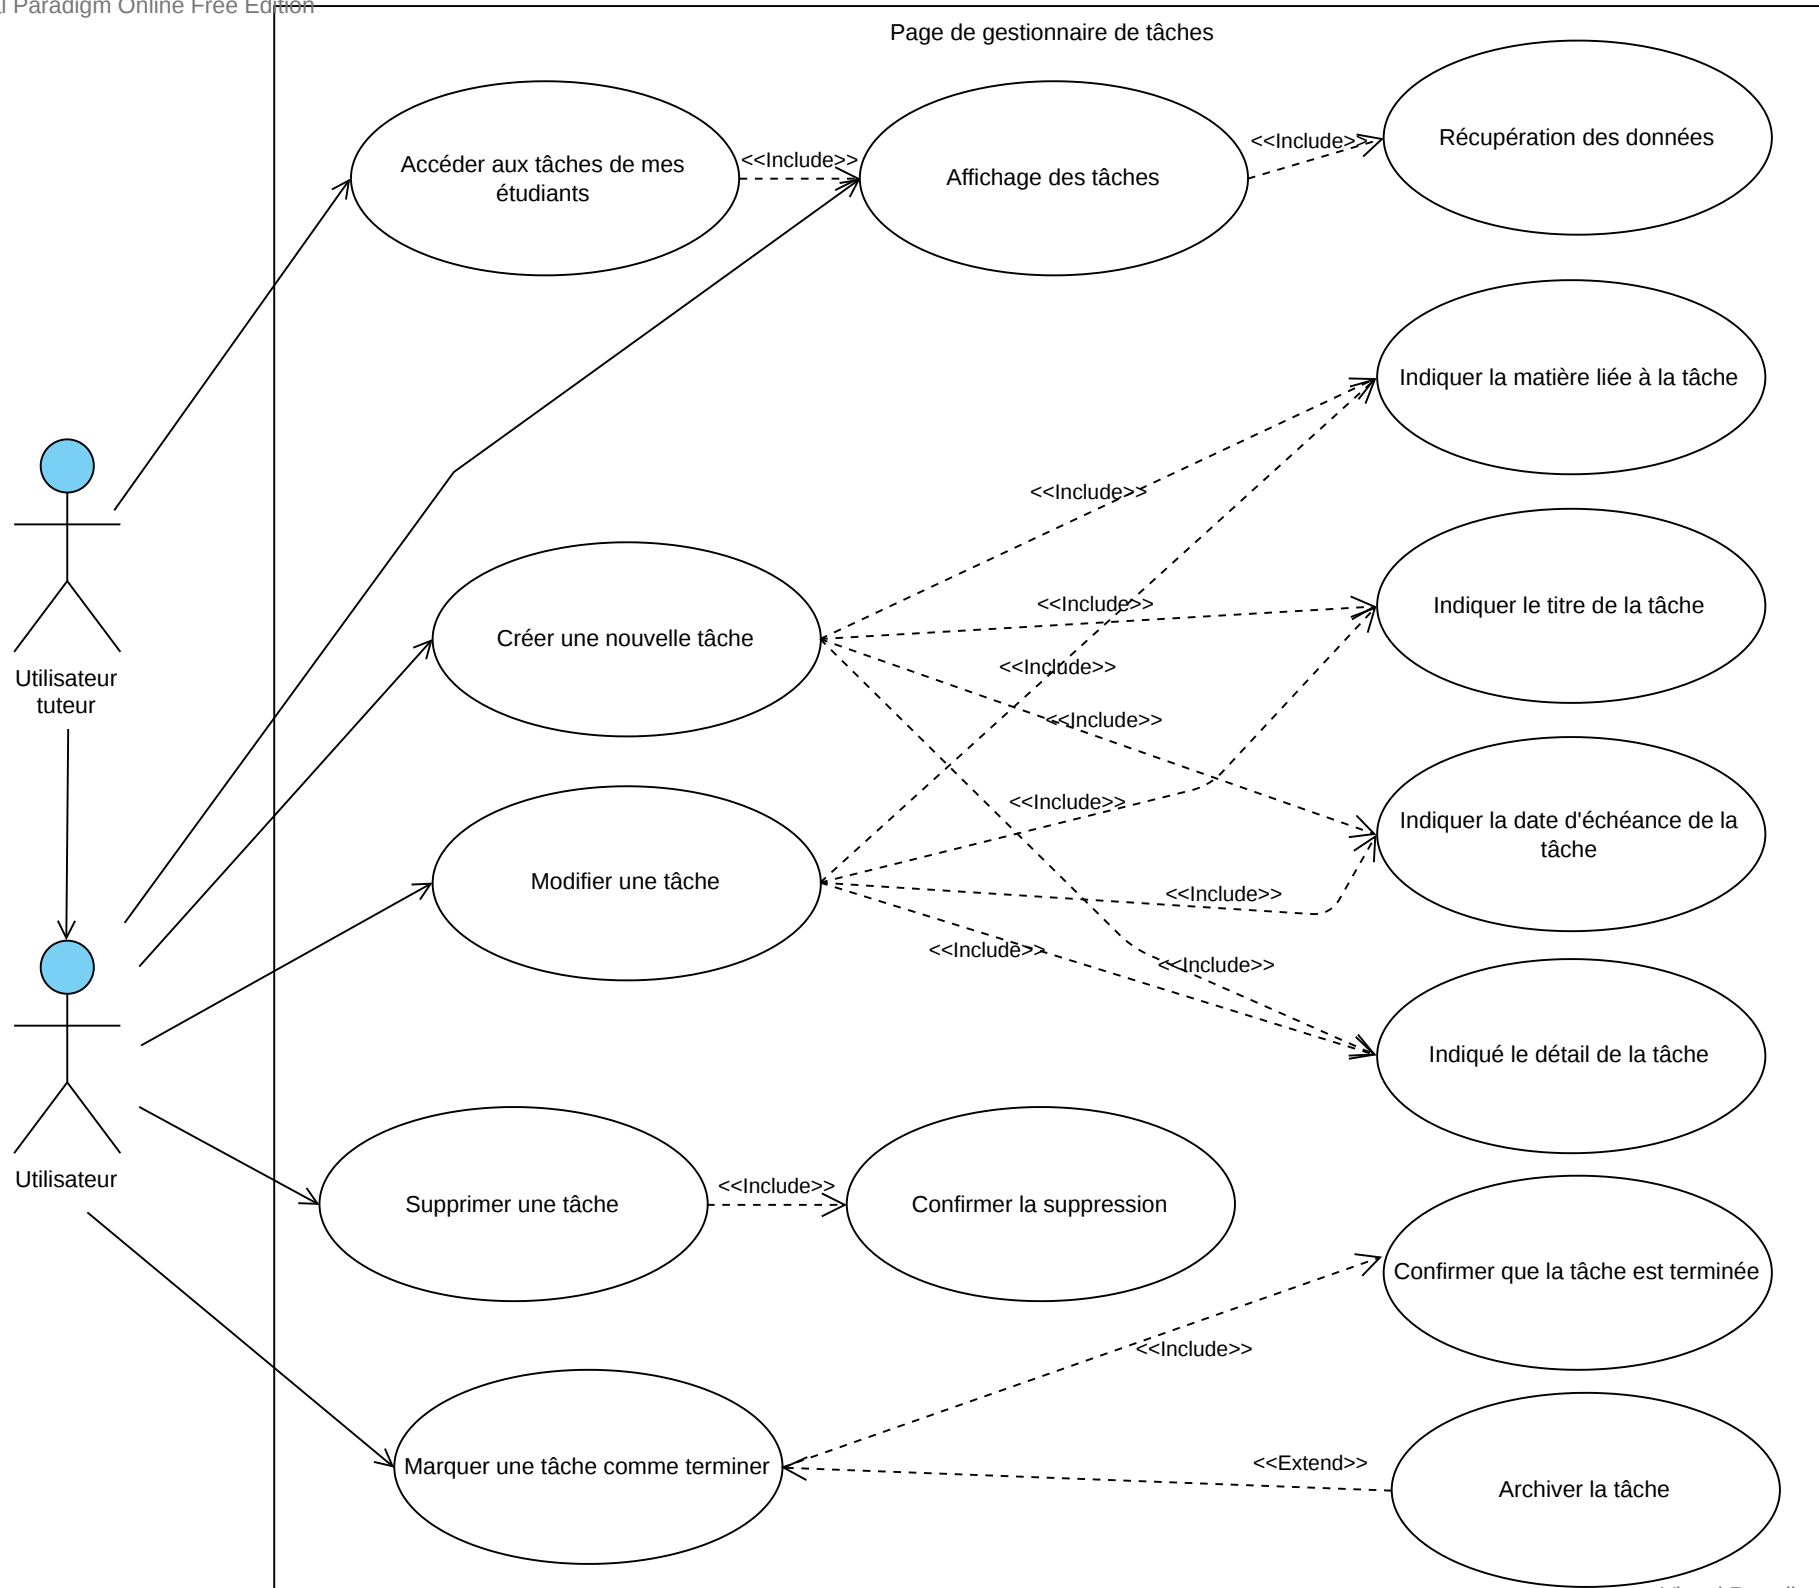 Paradigm Online Free Edition
Page de gestionnaire de tâches
Accéder aux tâches de mes
étudiants
<<Include>>
Affichage des tâches
<<Include>>
Récupération des données
Indiquer la matière liée à la tâche
<<Include>>
Créer une nouvelle tâche
<<Include>>
Indiquer le titre de la tâche
<<Include>>
Utilisateur
tuteur
<<Include>>
<<Include>>
Indiquer la date d'échéance de la
tâche
Modifier une tâche
<<Include>>
<<Include>>
<<Include>>
Indiqué le détail de la tâche
Utilisateur
Supprimer une tâche
<<Include>>
Confirmer la suppression
Confirmer que la tâche est terminée
<<Include>>
Marquer une tâche comme terminer
<<Extend>>
Archiver la tâche